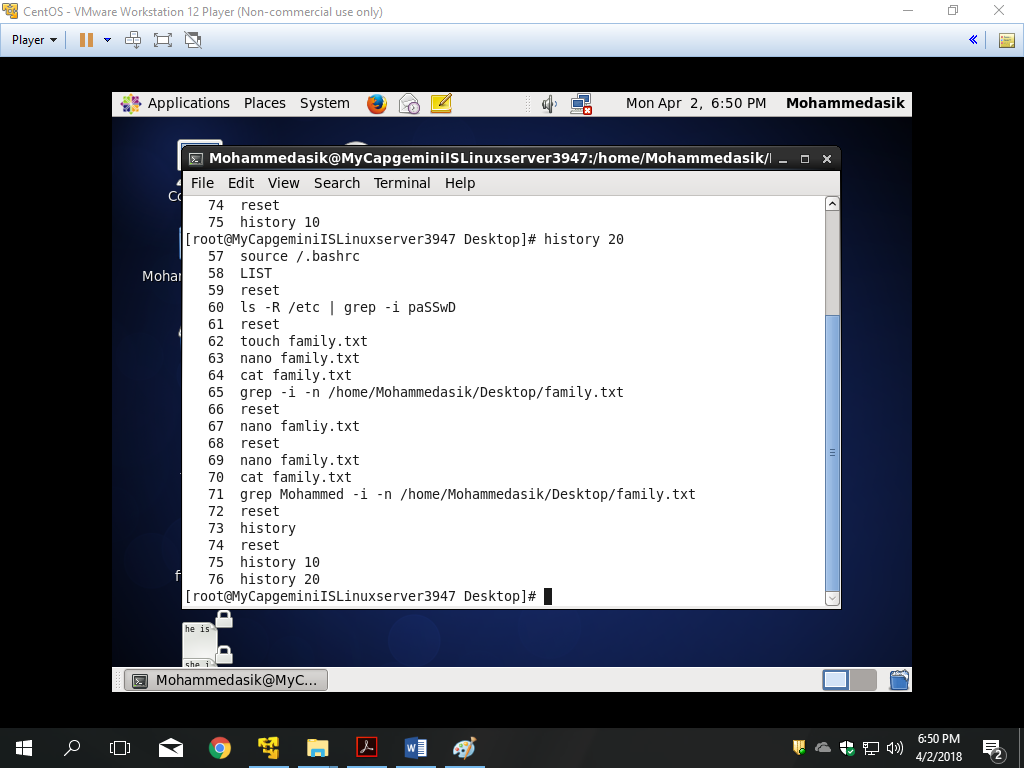 CentOS - VMware Workstation 12 Player (Non-commercial use only)
Player
Applications Places System Mon Apr 2, 6:50 PM Mohammedasik
Mohammedasik@MyCapgeminiISLinuxserver3947:/home/Mohammedasik/
File Edit View Search Terminal Help
74 reset
75 history 10
[root@MyCapgeminiISLinuxserver3947 Desktop]# history 20
57 source /.bashrc
58 LIST
59 reset
60 ls -R /etc | grep -i paSSwD
61 reset
62 touch family.txt
63 nano family.txt
64 cat family.txt
65 grep -i -n /home/Mohammedasik/Desktop/family.txt
66 reset
67 nano famliy.txt
68 reset
69 nano family.txt
70 cat family.txt
71 grep Mohammed -i -n /home/Mohammedasik/Desktop/family.txt
72 reset
73 history
74 reset
75 history 10
76 history 20
[root@MyCapgeminiISLinuxserver3947 Desktop]#
he is
she i
Mohammedasik@MyC...
6:50 PM
4/2/2018
2